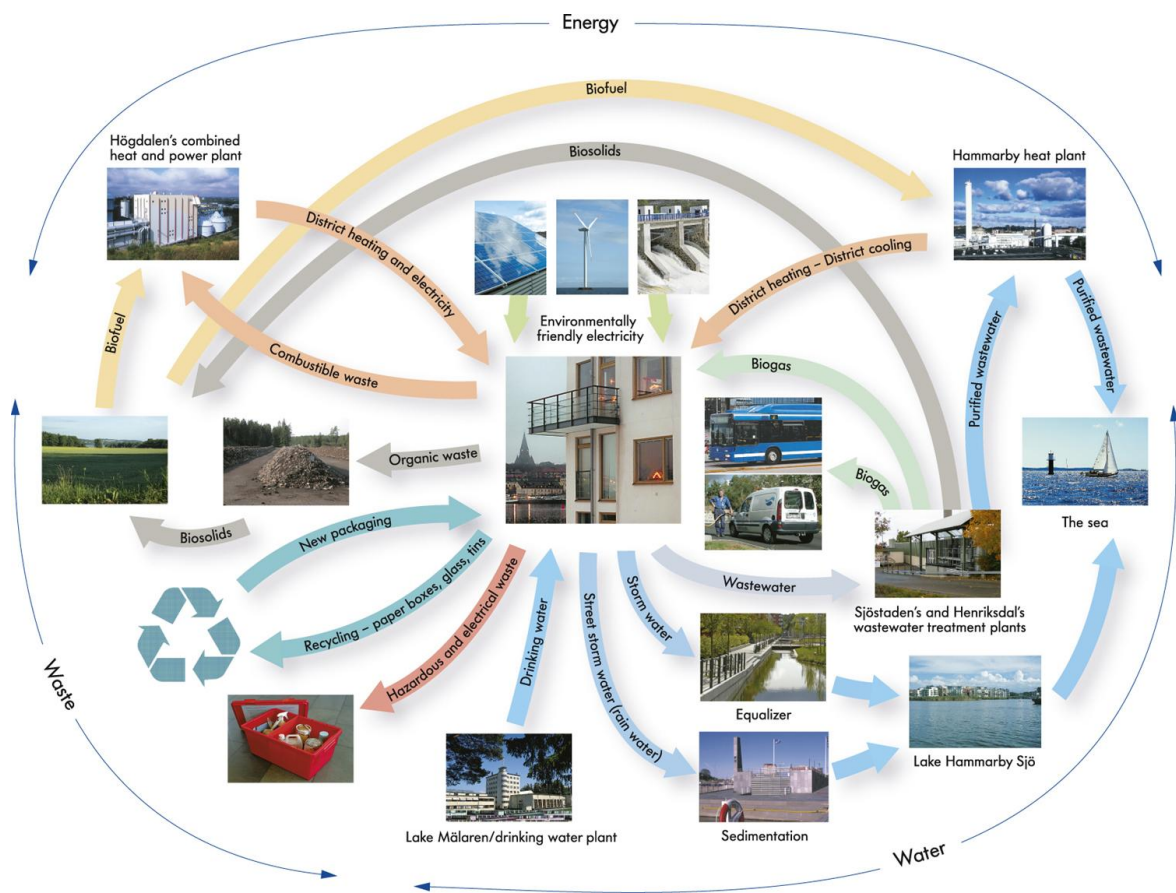 Energy
Biofuel
Högdalen's combined
heat and power plant
Biosolids
Hammarby heat plant
District heating and electricity
District heating – District cooling
Environmentally
friendly electricity
Biofuel
Combustible waste
Biogas
Purified wastewater
Purified wastewater
Organic waste
Biogas
Biosolids
New packaging
The sea
Wastewater
Sjöstaden's and Henriksdal's
wastewater treatment plants
Recycling – paper boxes, glass, tins
Hazardous and electrical waste
Drinking water
Street storm water (rain water)
Storm water
Waste
Equalizer
Lake Hammarby Sjö
Lake Mälaren/drinking water plant
Sedimentation
Water